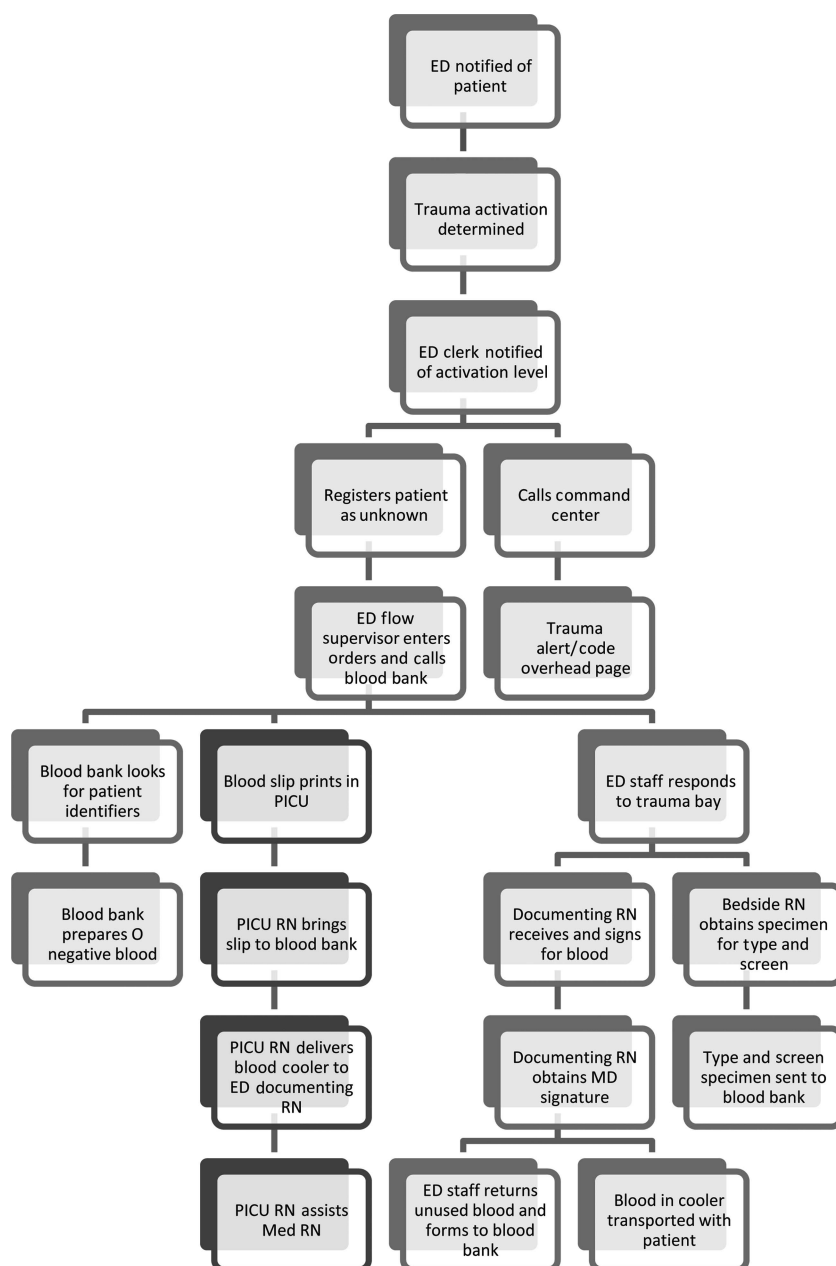 ED notified of
patient
Trauma activation
determined
ED clerk notified
of activation level
Registers patient
as unknown
Calls command
center
ED flow
supervisor enters
orders and calls
blood bank
Trauma
alert/code
overhead page
Blood bank looks
for patient
identifiers
Blood slip prints in
PICU
ED staff responds
to trauma bay
Blood bank
prepares O
negative blood
PICU RN brings
slip to blood bank
Documenting RN
receives and signs
for blood
Bedside RN
obtains specimen
for type and
screen
PICU RN delivers
blood cooler to
ED documenting
RN
Documenting RN
obtains MD
signature
Type and screen
specimen sent to
blood bank
PICU RN assists
Med RN
ED staff returns
unused blood and
forms to blood
bank
Blood in cooler
transported with
patient